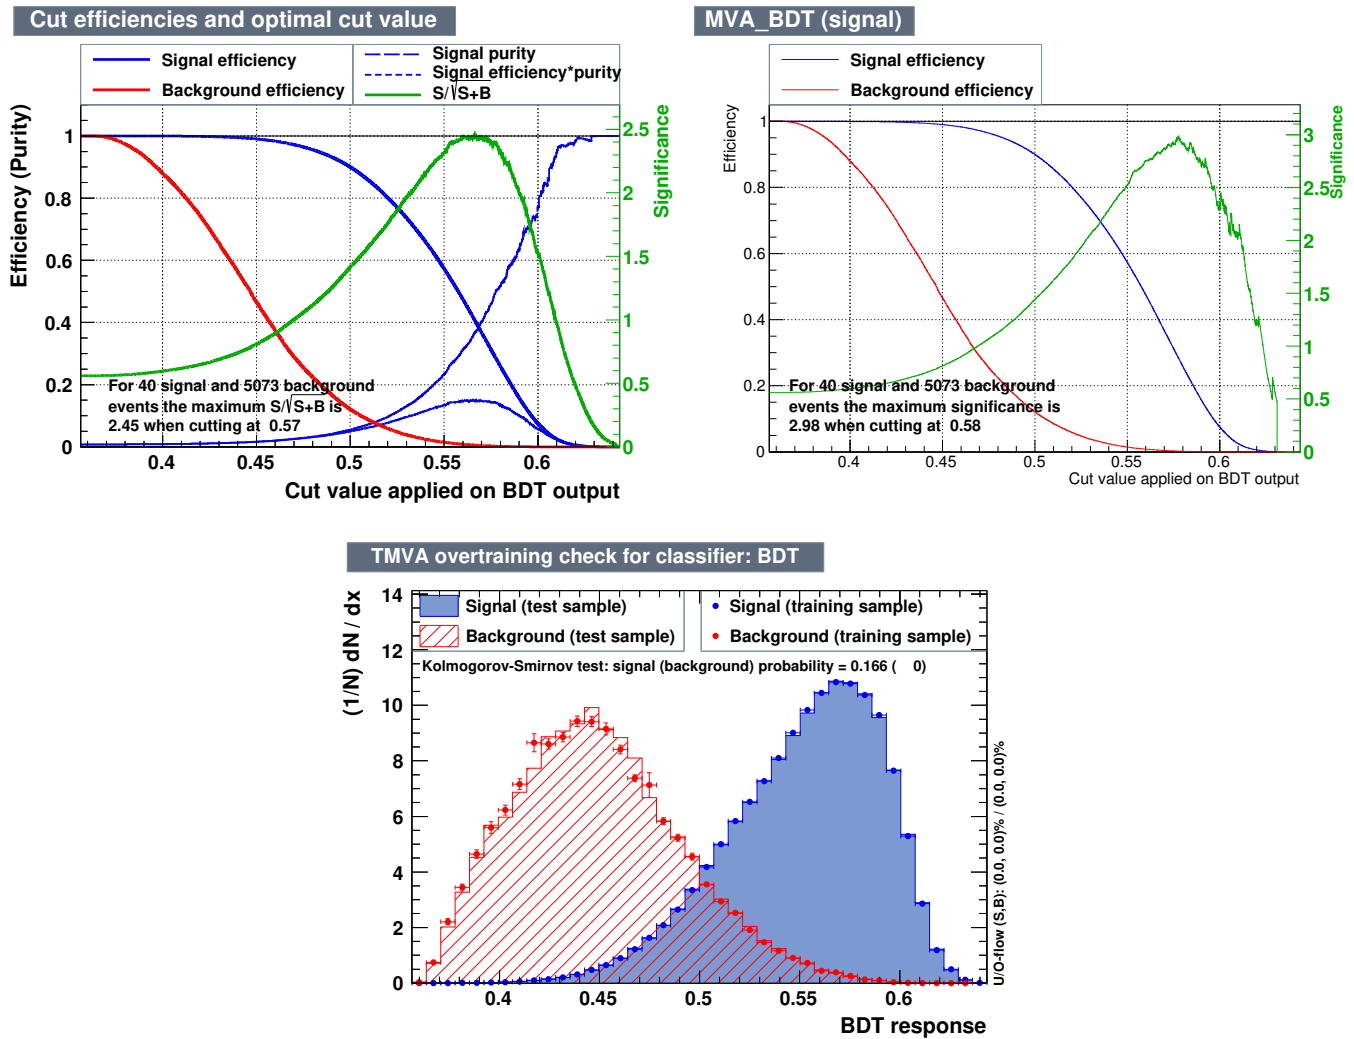 Cut efficiencies and optimal cut value
Signal efficiency
Background efficiency
Signal purity
Signal efficiency*purity
S/√S+B
Efficiency (Purity)
1
0.8
0.6
0.4
0.2
0
2.5
2
1.5
1
0.5
0
Significance
For 40 signal and 5073 background
events the maximum S/√S+B is
2.45 when cutting at 0.57
0.4 0.45 0.5 0.55 0.6
Cut value applied on BDT output
MVA_BDT (signal)
Signal efficiency
Background efficiency
Efficiency
1
0.8
0.6
0.4
0.2
0
3
2.5
2
1.5
1
0.5
0
Significance
For 40 signal and 5073 background
events the maximum significance is
2.98 when cutting at 0.58
0.4 0.45 0.5 0.55 0.6
Cut value applied on BDT output
TMVA overtraining check for classifier: BDT
(1/N) dN / dx
14
12
10
8
6
4
2
0
Signal (test sample)
Background (test sample)
Signal (training sample)
Background (training sample)
Kolmogorov-Smirnov test: signal (background) probability = 0.166 ( 0)
U/O-flow (S,B): (0.0, 0.0)% / (0.0, 0.0)%
0.4 0.45 0.5 0.55 0.6
BDT response